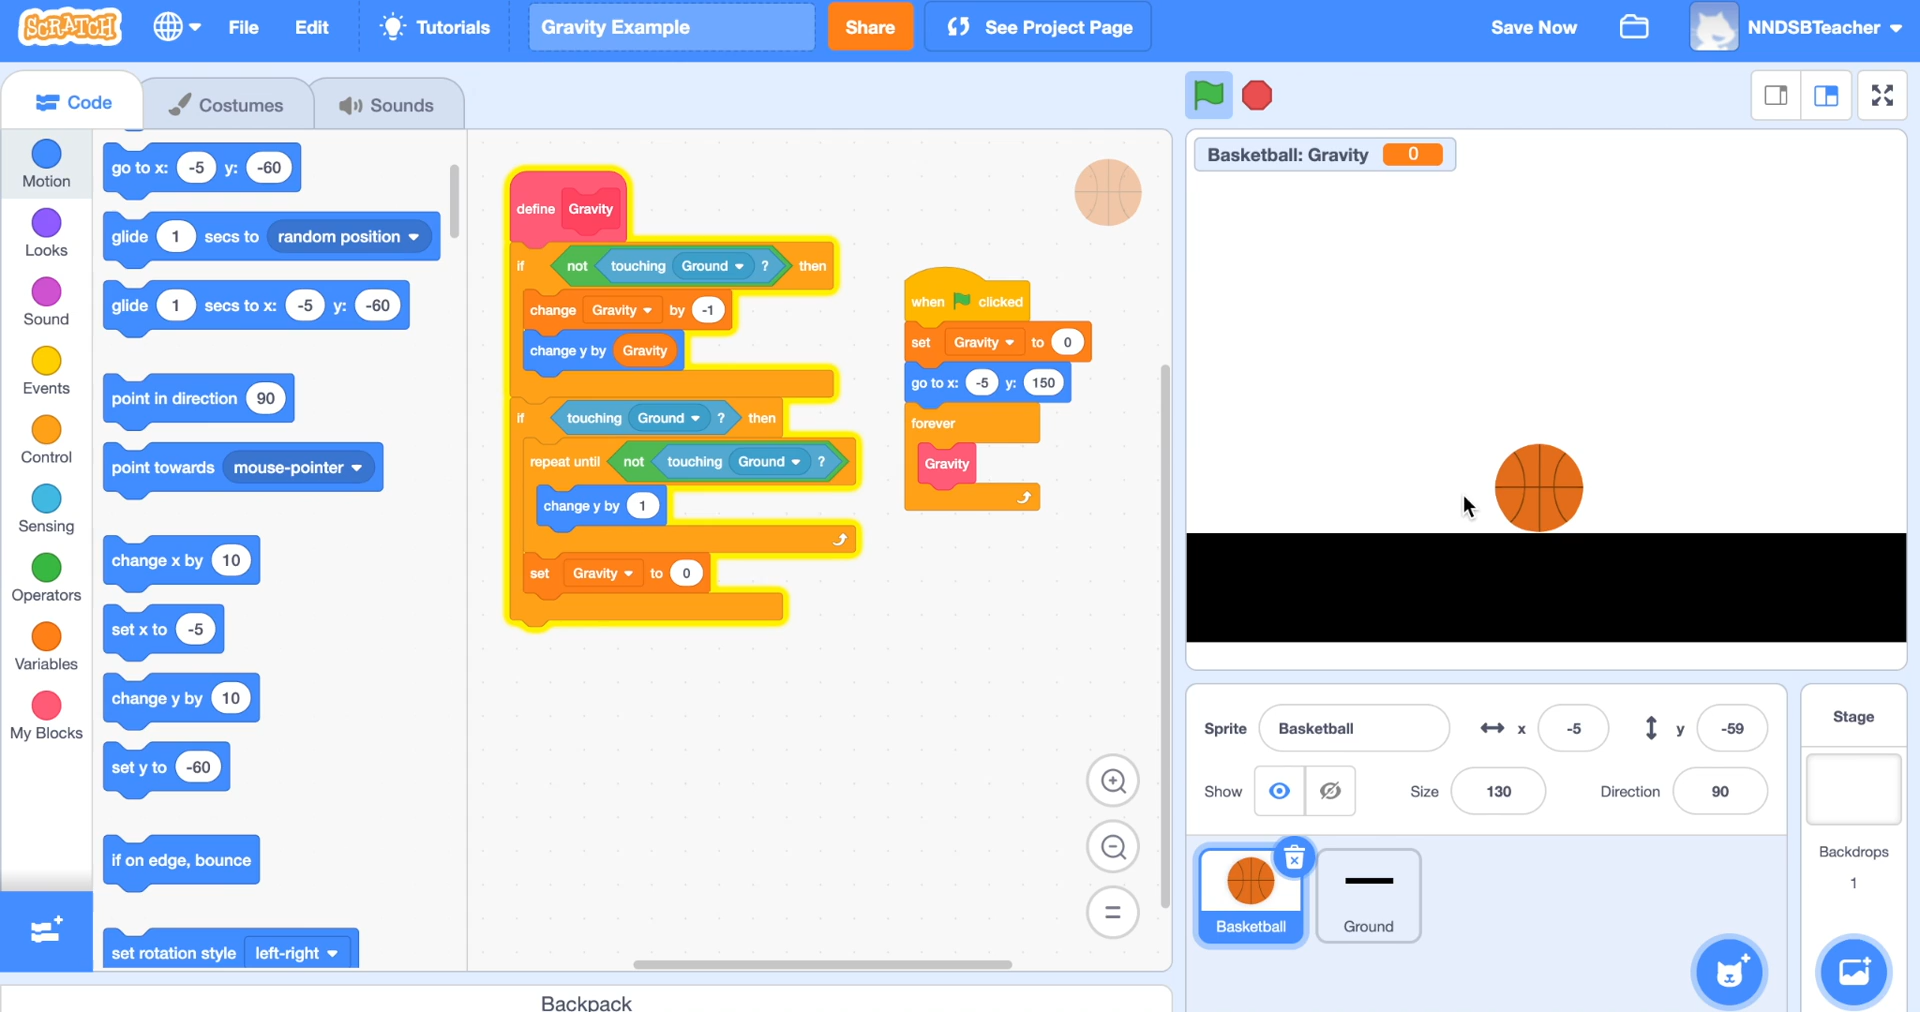 SCRATCH File Edit Tutorials Gravity Example Share See Project Page Save Now NNDSBTeacher
Code Costumes Sounds
Motion
Looks
Sound
Events
Control
Sensing
Operators
Variables
My Blocks
go to x: -5 y: -60
glide 1 secs to random position
glide 1 secs to x: -5 y: -60
point in direction 90
point towards mouse-pointer
change x by 10
set x to -5
change y by 10
set y to -60
if on edge, bounce
set rotation style left-right
define Gravity
if not touching Ground ? then
change Gravity by -1
change y by Gravity
if touching Ground ? then
repeat until not touching Ground ?
change y by 1
set Gravity to 0
when clicked
set Gravity to 0
go to x: -5 y: 150
forever
Gravity
Backpack
Basketball: Gravity 0
Sprite Basketball x -5 y -59
Show Size 130 Direction 90
Basketball
Ground
Stage
Backdrops
1